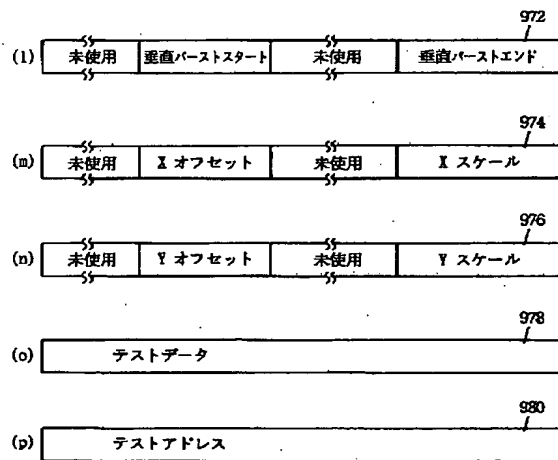 972
(l) 未使用 垂直バーストスタート 未使用 垂直バーストエンド
974
(m) 未使用 X オフセット 未使用 X スケール
976
(n) 未使用 Y オフセット 未使用 Y スケール
978
(o) テストデータ
980
(p) テストアドレス